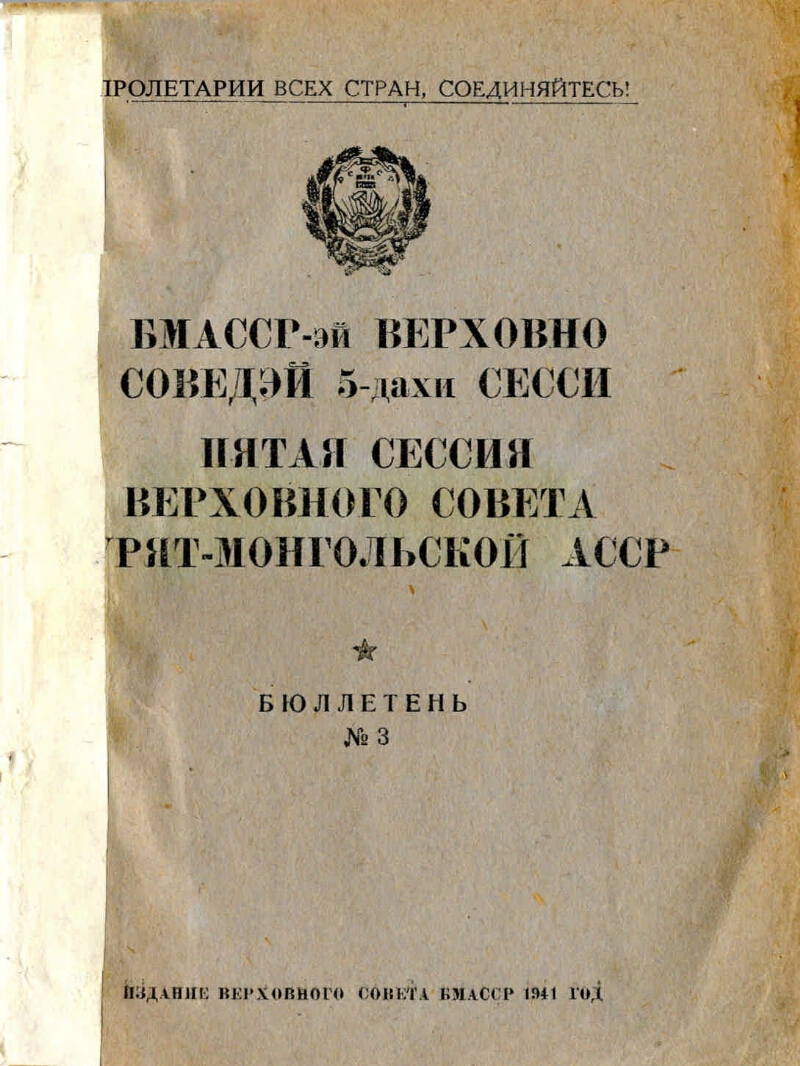 ПРОЛЕТАРИИ ВСЕХ СТРАН, СОЕДИНЯЙТЕСЬ!
БМАССР-эй ВЕРХОВНО
СОВЕДЭЙ 5-дахи СЕССИ
ПЯТАЯ СЕССИЯ
ВЕРХОВНОГО СОВЕТА
РЯТ-МОНГОЛЬСКОЙ АССР
БЮЛЛЕТЕНЬ
№ 3
ИЗДАНИЕ ВЕРХОВНОГО СОВЕТА БМАССР 1941 ГОД